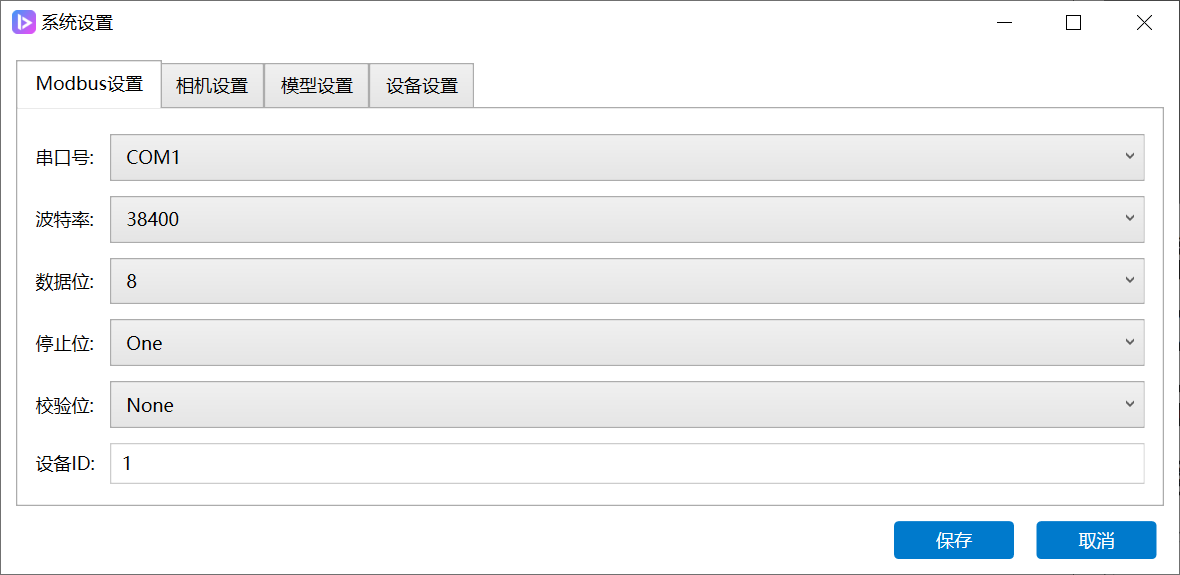 系统设置
Modbus设置 相机设置 模型设置 设备设置
串口号: COM1
波特率: 38400
数据位: 8
停止位: One
校验位: None
设备ID: 1
保存 取消